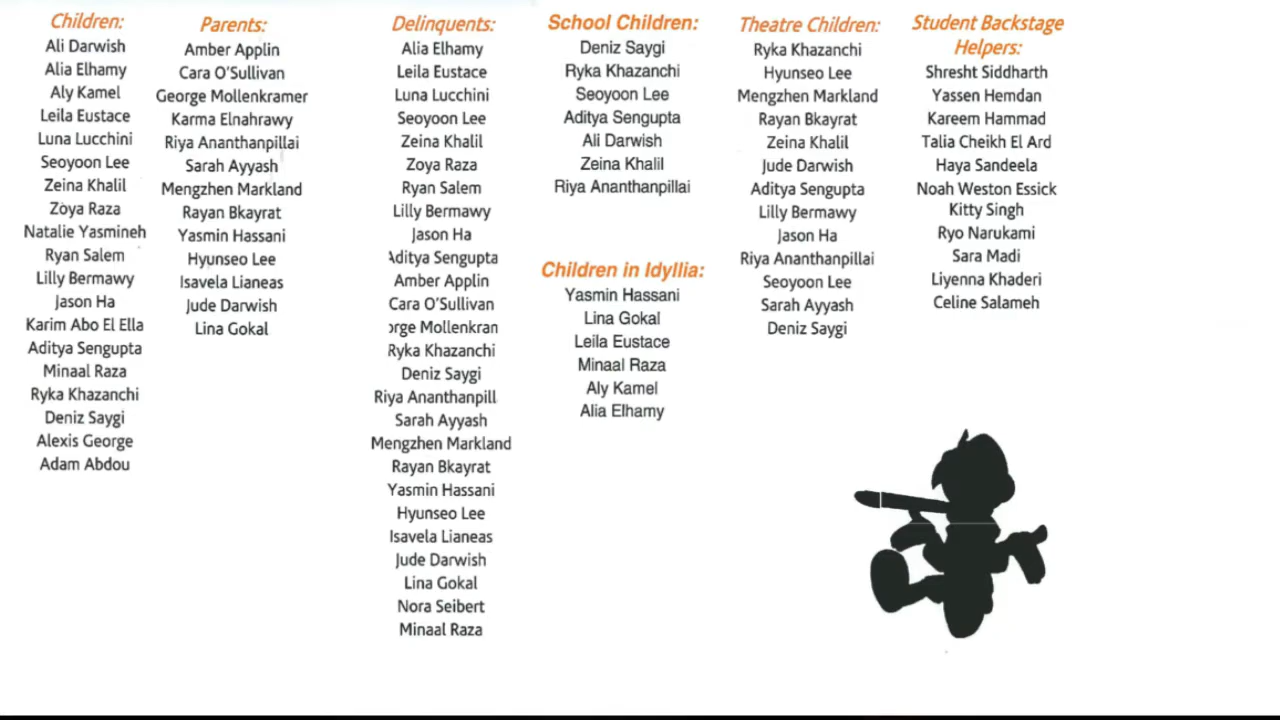 Children:
Ali Darwish
Alia Elhamy
Aly Kamel
Leila Eustace
Luna Lucchini
Seoyoon Lee
Zeina Khalil
Zoya Raza
Natalie Yasmineh
Ryan Salem
Lilly Bermawy
Jason Ha
Karim Abo El Ella
Aditya Sengupta
Minaal Raza
Ryka Khazanchi
Deniz Saygi
Alexis George
Adam Abdou
Parents:
Amber Applin
Cara O'Sullivan
George Mollenkramer
Karma Elnahrawy
Riya Ananthanpillai
Sarah Ayyash
Mengzhen Markland
Rayan Bkayrat
Yasmin Hassani
Hyunseo Lee
Isavela Lianeas
Jude Darwish
Lina Gokal
Delinquents:
Alia Elhamy
Leila Eustace
Luna Lucchini
Seoyoon Lee
Zeina Khalil
Zoya Raza
Ryan Salem
Lilly Bermawy
Jason Ha
Aditya Sengupta
Amber Applin
Cara O'Sullivan
orge Mollenkran
Ryka Khazanchi
Deniz Saygi
Riya Ananthanpill
Sarah Ayyash
Mengzhen Markland
Rayan Bkayrat
Yasmin Hassani
Hyunseo Lee
Isavela Lianeas
Jude Darwish
Lina Gokal
Nora Seibert
Minaal Raza
School Children:
Deniz Saygi
Ryka Khazanchi
Seoyoon Lee
Aditya Sengupta
Ali Darwish
Zeina Khalil
Riya Ananthanpillai
Children in Idyllia:
Yasmin Hassani
Lina Gokal
Leila Eustace
Minaal Raza
Aly Kamel
Alia Elhamy
Theatre Children:
Ryka Khazanchi
Hyunseo Lee
Mengzhen Markland
Rayan Bkayrat
Zeina Khalil
Jude Darwish
Aditya Sengupta
Lilly Bermawy
Jason Ha
Riya Ananthanpillai
Seoyoon Lee
Sarah Ayyash
Deniz Saygi
Student Backstage
Helpers:
Shresht Siddharth
Yassen Hemdan
Kareem Hammad
Talia Cheikh El Ard
Haya Sandeela
Noah Weston Essick
Kitty Singh
Ryo Narukami
Sara Madi
Liyenna Khaderi
Celine Salameh